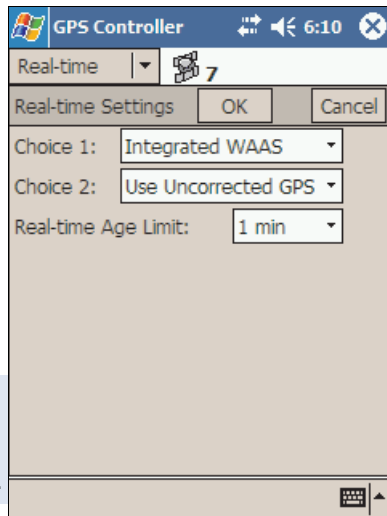 GPS Controller 6:10
Real-time 7
Real-time Settings OK Cancel
Choice 1: Integrated WAAS
Choice 2: Use Uncorrected GPS
Real-time Age Limit: 1 min